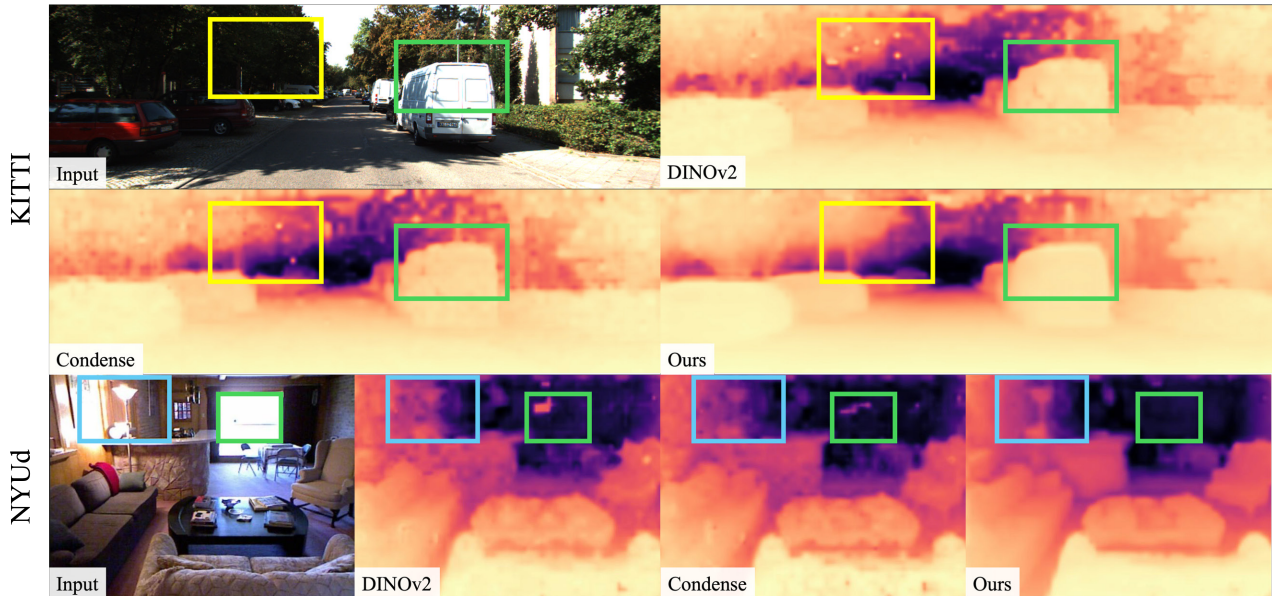 KITTI
Input
DINOv2
Condense
Ours
NYUd
Input
DINOv2
Condense
Ours